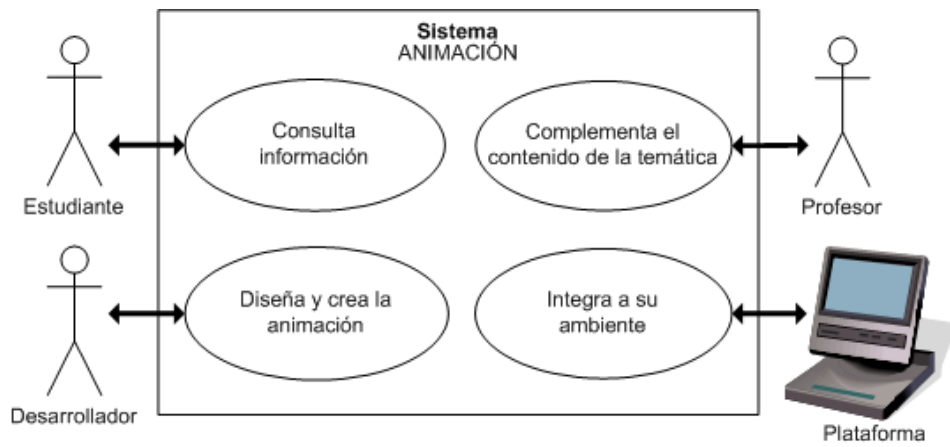 Sistema
ANIMACIÓN
Consulta
información
Complementa el
contenido de la temática
Estudiante
Profesor
Diseña y crea la
animación
Integra a su
ambiente
Desarrollador
Plataforma